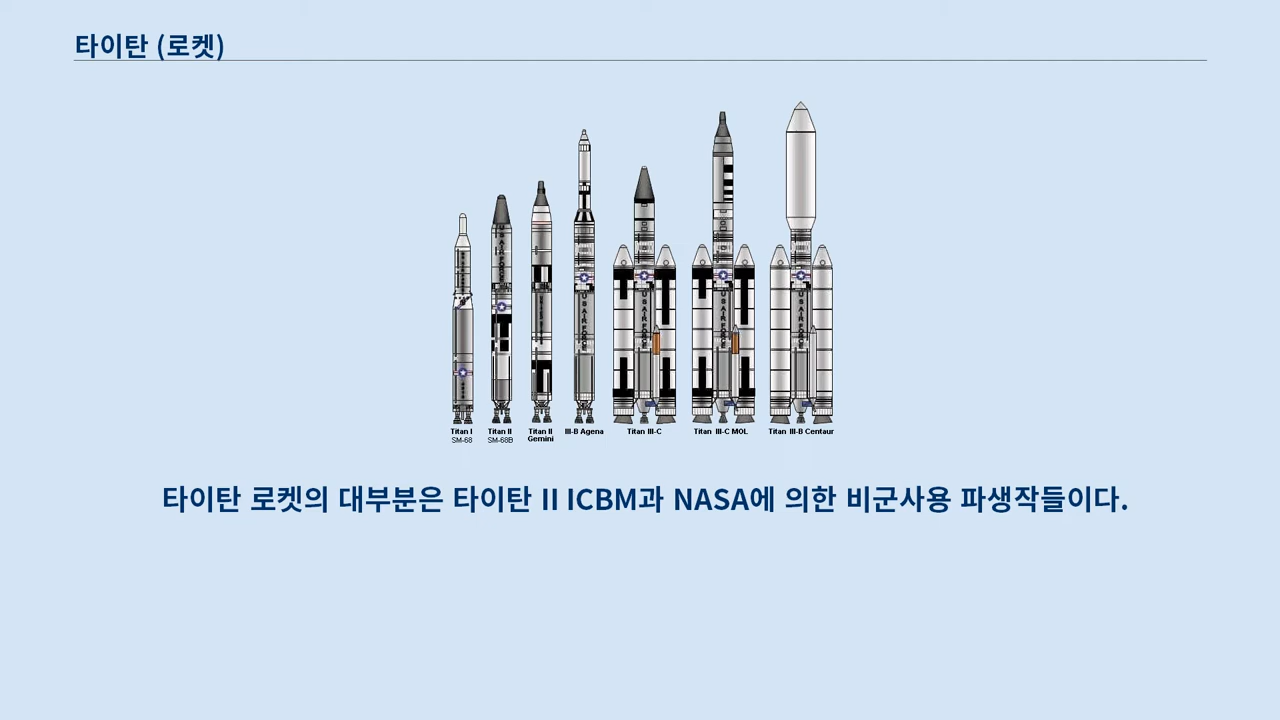 타이탄 (로켓)
Titan I
SM-68
Titan II
SM-68B
Titan II
Gemini
III-B Agena
Titan III-C
Titan III-C MOL
Titan III-B Centaur
타이탄 로켓의 대부분은 타이탄 II ICBM과 NASA에 의한 비군사용 파생작들이다.